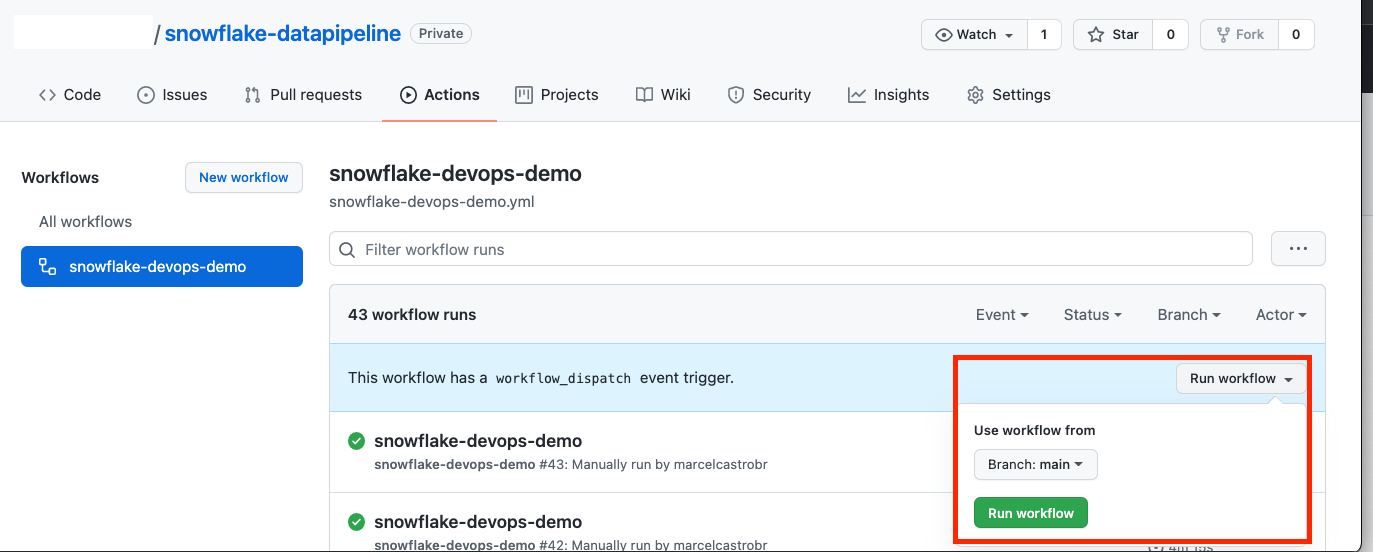 / snowflake-datapipeline Private
Watch 1 Star 0 Fork 0
Code Issues Pull requests Actions Projects Wiki Security Insights Settings
Workflows New workflow
All workflows
snowflake-devops-demo
snowflake-devops-demo
snowflake-devops-demo.yml
Filter workflow runs
...
43 workflow runs Event Status Branch Actor
This workflow has a workflow_dispatch event trigger.
Run workflow
Use workflow from
Branch: main
Run workflow
snowflake-devops-demo
snowflake-devops-demo #43: Manually run by marcelcastrobr
snowflake-devops-demo
snowflake-devops-demo #42: Manually run by marcelcastrobr